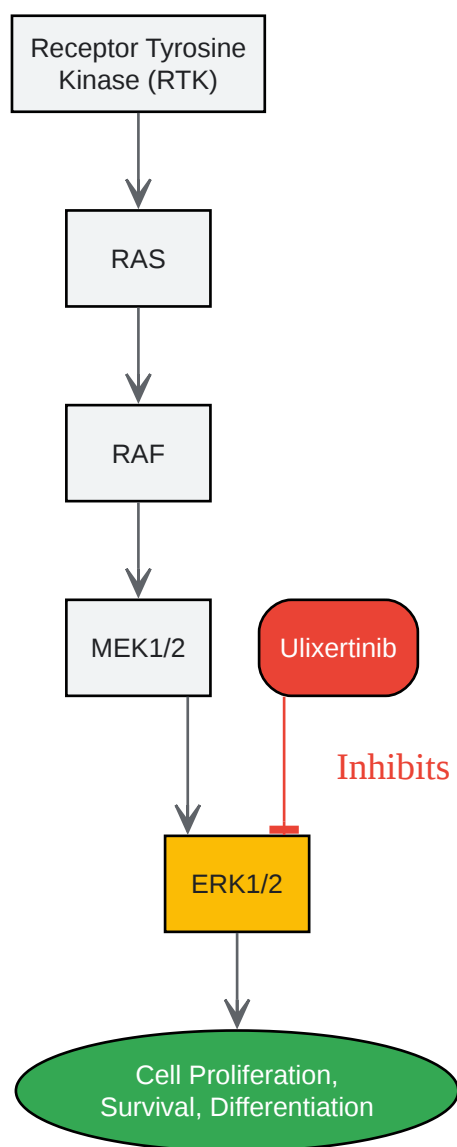 Receptor Tyrosine
Kinase (RTK)
RAS
RAF
MEK1/2
Ulixertinib
Inhibits
ERK1/2
Cell Proliferation,
Survival, Differentiation